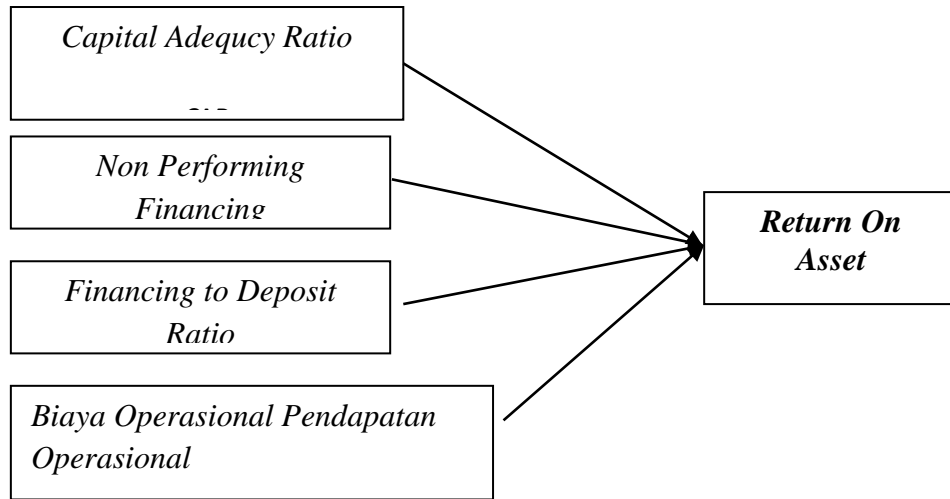 Capital Adequcy Ratio
Non Performing
Financing
Financing to Deposit
Ratio
Biaya Operasional Pendapatan
Operasional
Return On
Asset